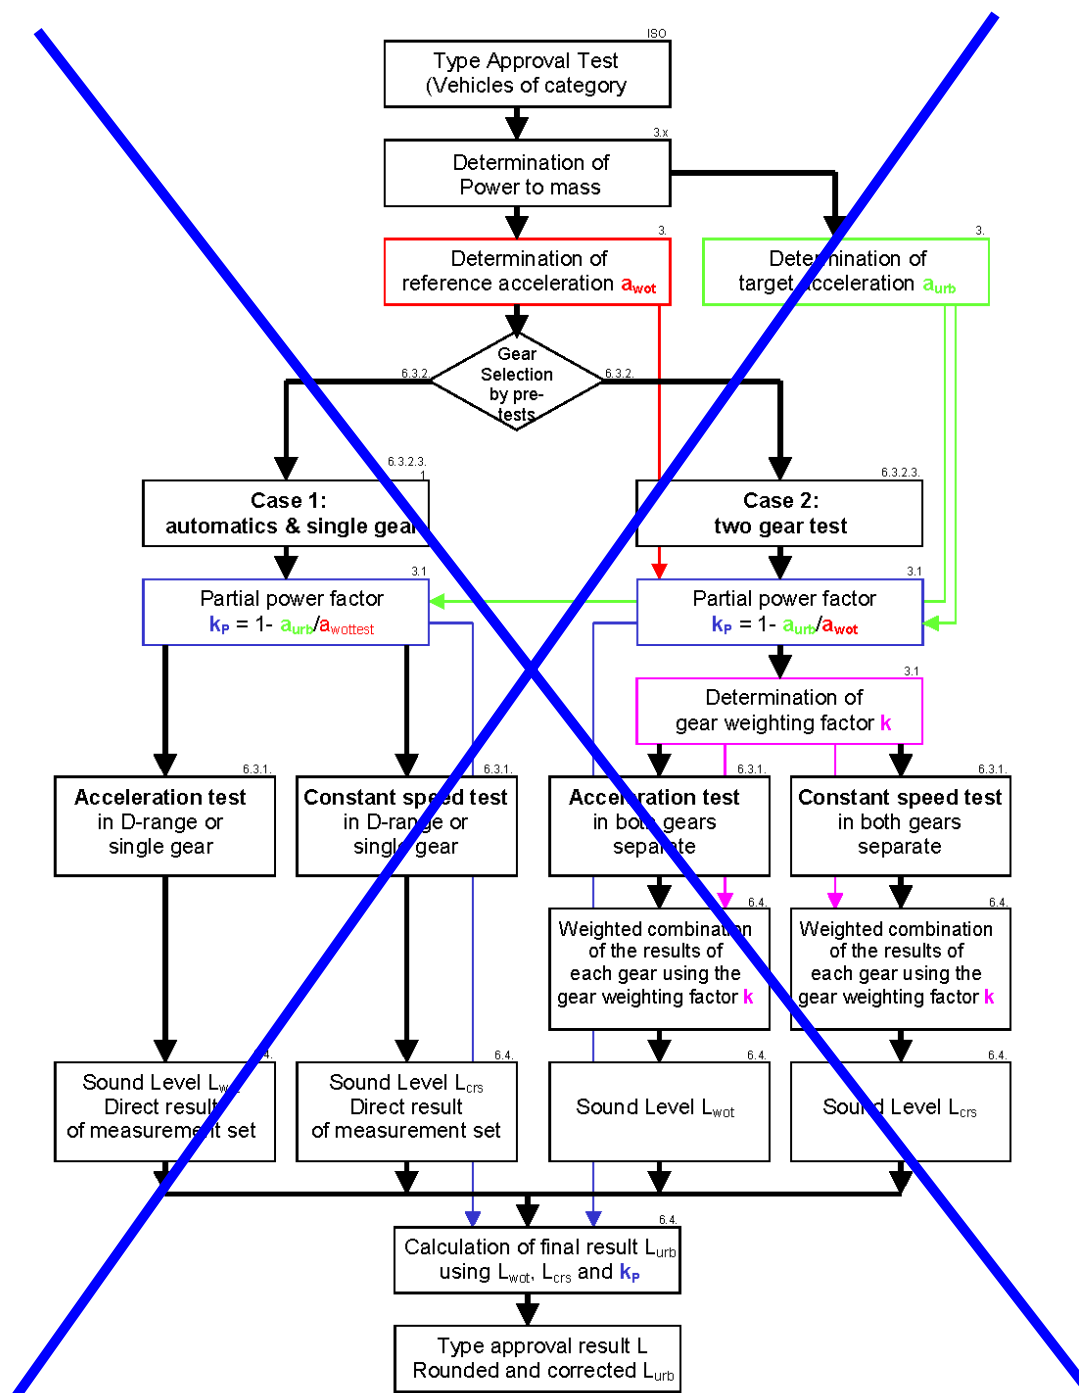 ISO
Type Approval Test
(Vehicles of category
3.x
Determination of
Power to mass
3.
Determination of
reference acceleration awot
3.
Determination of
target acceleration aurb
Gear
Selection
by pre-
tests
6.3.2.
6.3.2.
6.3.2.3.
1
Case 1:
automatics & single gear
6.3.2.3.
Case 2:
two gear test
3.1
Partial power factor
kP = 1- aurb/awottest
3.1
Partial power factor
kP = 1- aurb/awot
3.1
Determination of
gear weighting factor k
6.3.1.
Acceleration test
in D-range or
single gear
6.3.1.
Constant speed test
in D-range or
single gear
6.3.1.
Acceleration test
in both gears
separate
6.3.1.
Constant speed test
in both gears
separate
6.4.
Weighted combination
of the results of
each gear using the
gear weighting factor k
6.4.
Weighted combination
of the results of
each gear using the
gear weighting factor k
4.
Sound Level Lwot
Direct result
of measurement set
6.4.
Sound Level Lcrs
Direct result
of measurement set
6.4.
Sound Level Lwot
6.4.
Sound Level Lcrs
6.4.
Calculation of final result Lurb
using Lwot, Lcrs and kP
Type approval result L
Rounded and corrected Lurb